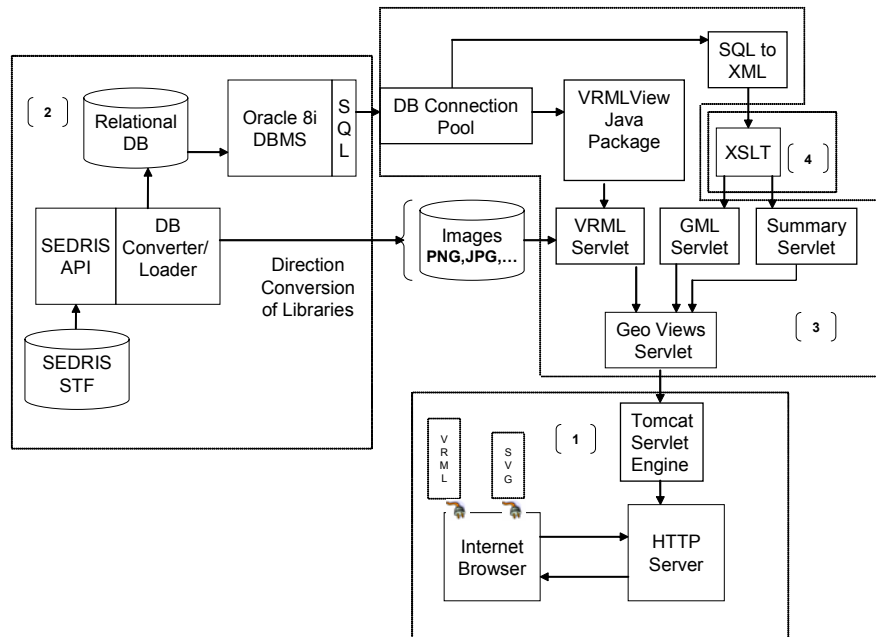 SQL to
XML
2
Relational
DB
Oracle 8i
DBMS
S
Q
L
DB Connection
Pool
VRMLView
Java
Package
XSLT
4
SEDRIS
API
DB
Converter/
Loader
Images
PNG,JPG,...
VRML
Servlet
GML
Servlet
Summary
Servlet
Direction
Conversion
of Libraries
SEDRIS
STF
Geo Views
Servlet
3
V
R
M
L
S
V
G
1
Tomcat
Servlet
Engine
Internet
Browser
HTTP
Server